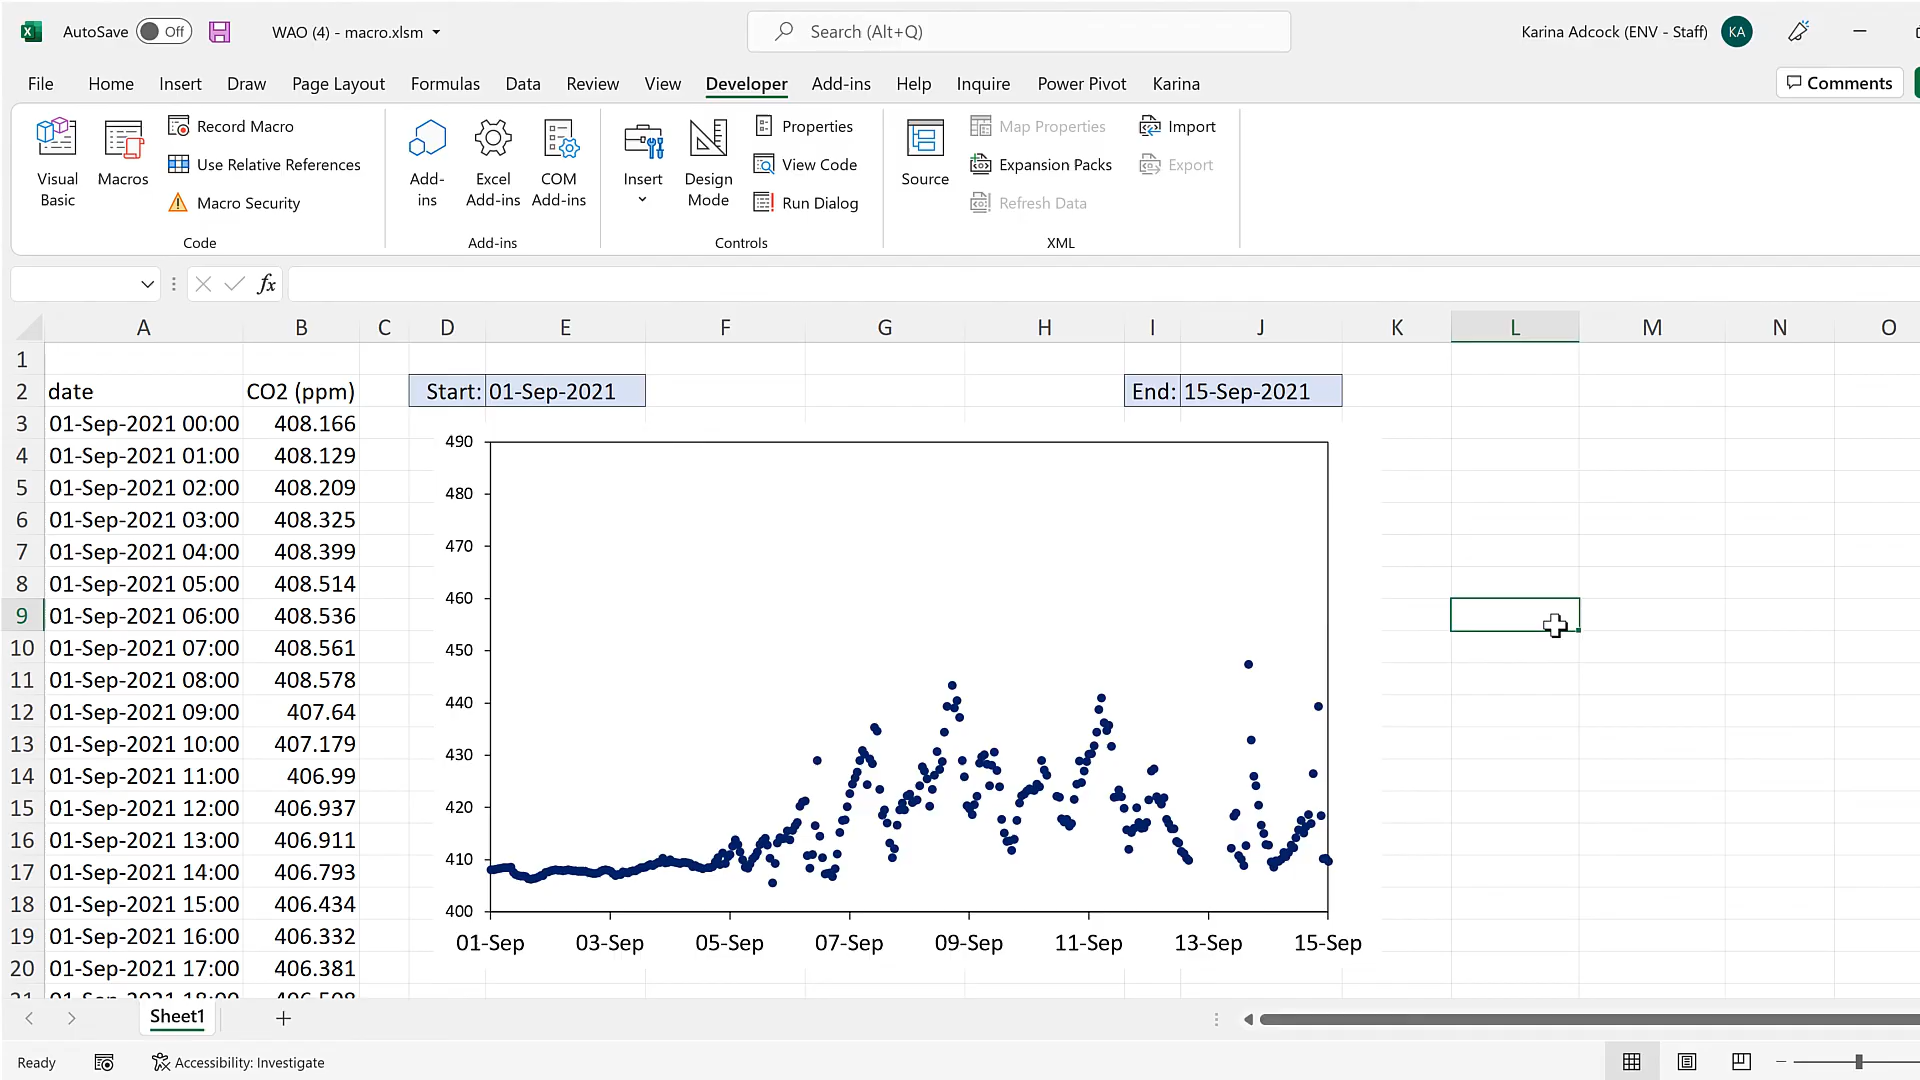 AutoSave Off WAO (4) - macro.xlsm Search (Alt+Q) Karina Adcock (ENV - Staff) KA
File Home Insert Draw Page Layout Formulas Data Review View Developer Add-ins Help Inquire Power Pivot Karina Comments
Visual Basic
Macros
Record Macro
Use Relative References
Macro Security
Code
Add-ins
Excel Add-ins
COM Add-ins
Add-ins
Insert
Design Mode
Properties
View Code
Run Dialog
Controls
Source
Map Properties
Expansion Packs
Refresh Data
Import
Export
XML
fx
A B C D E F G H I J K L M N O
1
2 date CO2 (ppm) Start: 01-Sep-2021 End: 15-Sep-2021
3 01-Sep-2021 00:00 408.166
4 01-Sep-2021 01:00 408.129
5 01-Sep-2021 02:00 408.209
6 01-Sep-2021 03:00 408.325
7 01-Sep-2021 04:00 408.399
8 01-Sep-2021 05:00 408.514
9 01-Sep-2021 06:00 408.536
10 01-Sep-2021 07:00 408.561
11 01-Sep-2021 08:00 408.578
12 01-Sep-2021 09:00 407.64
13 01-Sep-2021 10:00 407.179
14 01-Sep-2021 11:00 406.99
15 01-Sep-2021 12:00 406.937
16 01-Sep-2021 13:00 406.911
17 01-Sep-2021 14:00 406.793
18 01-Sep-2021 15:00 406.434
19 01-Sep-2021 16:00 406.332
20 01-Sep-2021 17:00 406.381
490
480
470
460
450
440
430
420
410
400
01-Sep 03-Sep 05-Sep 07-Sep 09-Sep 11-Sep 13-Sep 15-Sep
Sheet1
Ready Accessibility: Investigate